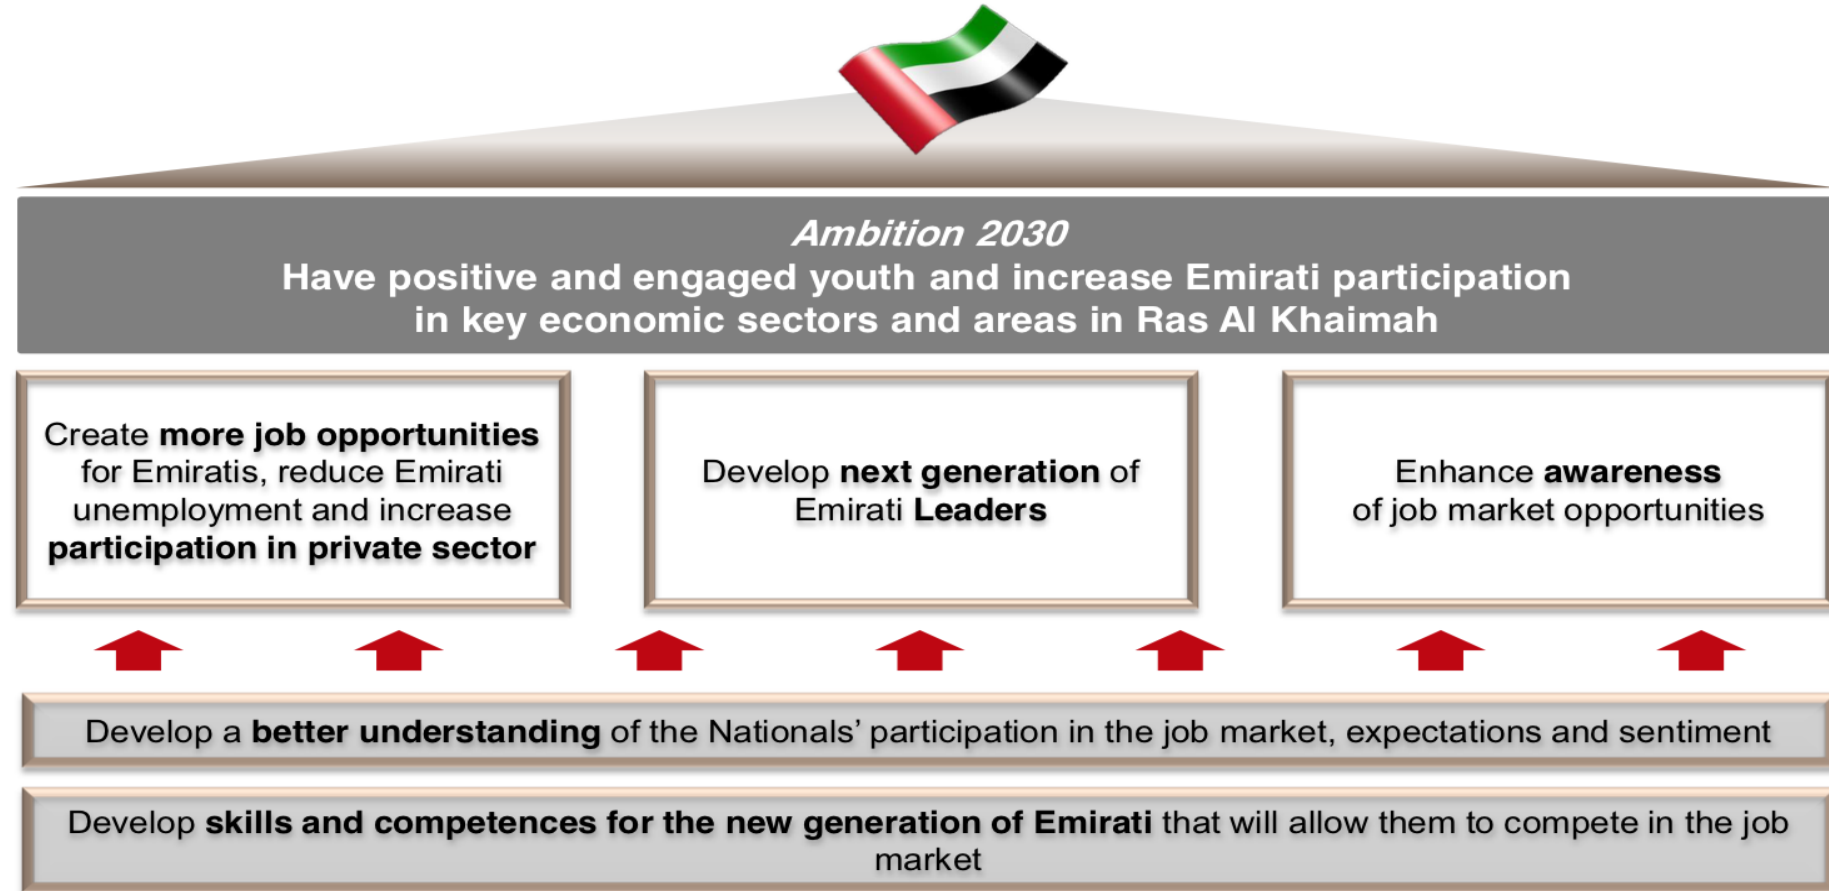 Ambition 2030
Have positive and engaged youth and increase Emirati participation
in key economic sectors and areas in Ras Al Khaimah
Create more job opportunities
for Emiratis, reduce Emirati
unemployment and increase
participation in private sector
Develop next generation of
Emirati Leaders
Enhance awareness
of job market opportunities
Develop a better understanding of the Nationals’ participation in the job market, expectations and sentiment
Develop skills and competences for the new generation of Emirati that will allow them to compete in the job
market